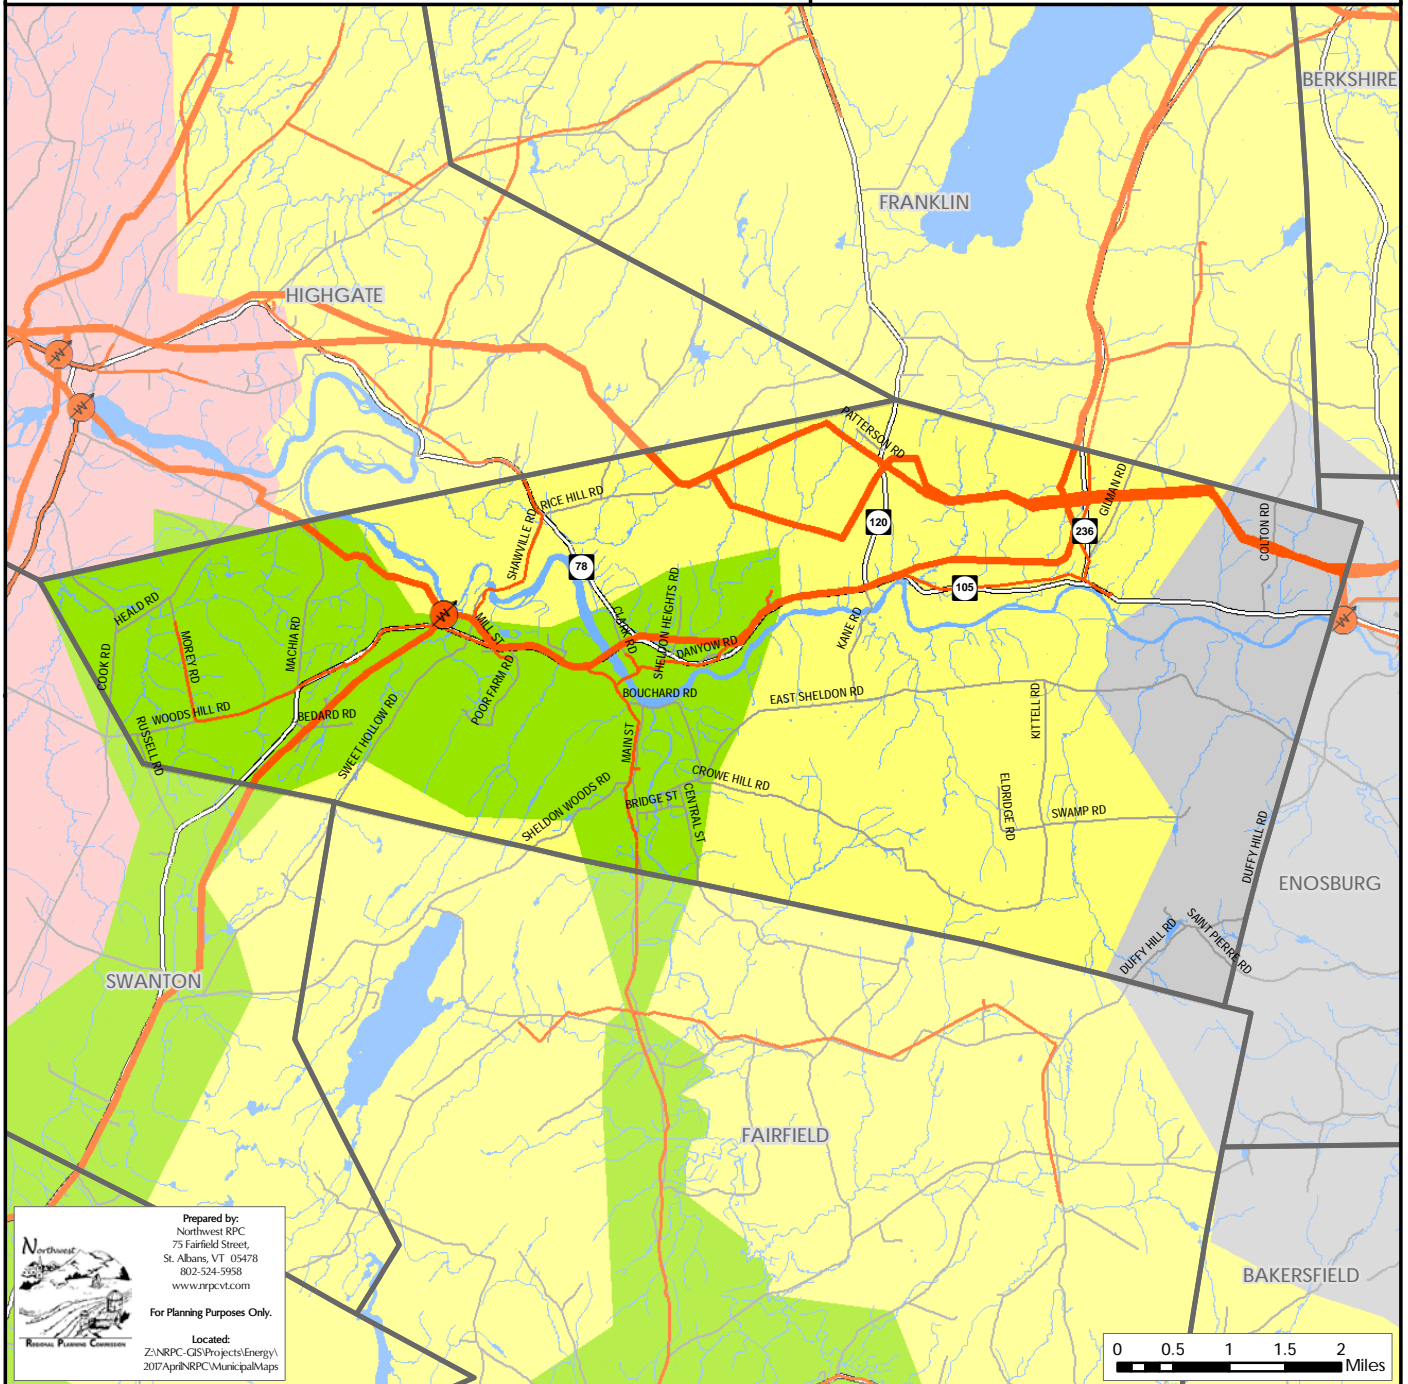 BERKSHIRE
FRANKLIN
HIGHGATE
PATTERSON RD
GILMAN RD
RICE HILL RD
COLTON RD
120
236
SHAWVILLE RD
78
105
HEALD RD
SHELDON HEIGHTS RD
CLARK RD
MILL ST
KANE RD
MACHIA RD
MOREY RD
DANYOW RD
COOK RD
POOR FARM RD
BOUCHARD RD
EAST SHELDON RD
KITTELL RD
WOODS HILL RD
BEDARD RD
RUSSELL RD
SWEET HOLLOW RD
MAIN ST
CROWE HILL RD
SHELDON WOODS RD
BRIDGE ST
CENTRAL ST
ELDRIDGE RD
SWAMP RD
DUFFY HILL RD
ENOSBURG
SAINT PIERRE RD
DUFFY HILL RD
SWANTON
FAIRFIELD
BAKERSFIELD
Northwest
REGIONAL PLANNING COMMISSION
Prepared by:
Northwest RPC
75 Fairfield Street,
St. Albans, VT 05478
802-524-5958
www.nrpcvt.com
For Planning Purposes Only.
Located:
Z:\NRPC-GIS\Projects\Energy\
2017AprilNRPC\MunicipalMaps
0 0.5 1 1.5 2
Miles